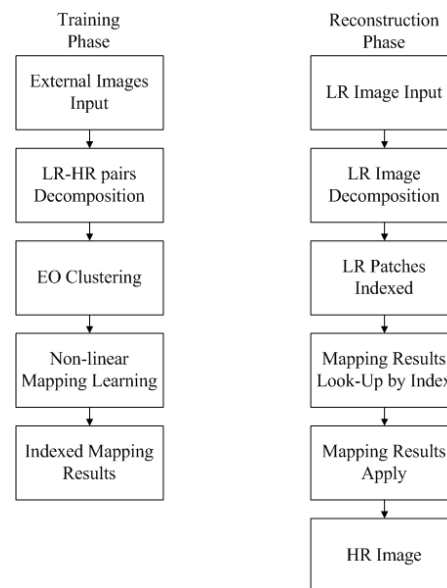 Training
Phase
External Images
Input
LR-HR pairs
Decomposition
EO Clustering
Non-linear
Mapping Learning
Indexed Mapping
Results
Reconstruction
Phase
LR Image Input
LR Image
Decomposition
LR Patches
Indexed
Mapping Results
Look-Up by Index
Mapping Results
Apply
HR Image